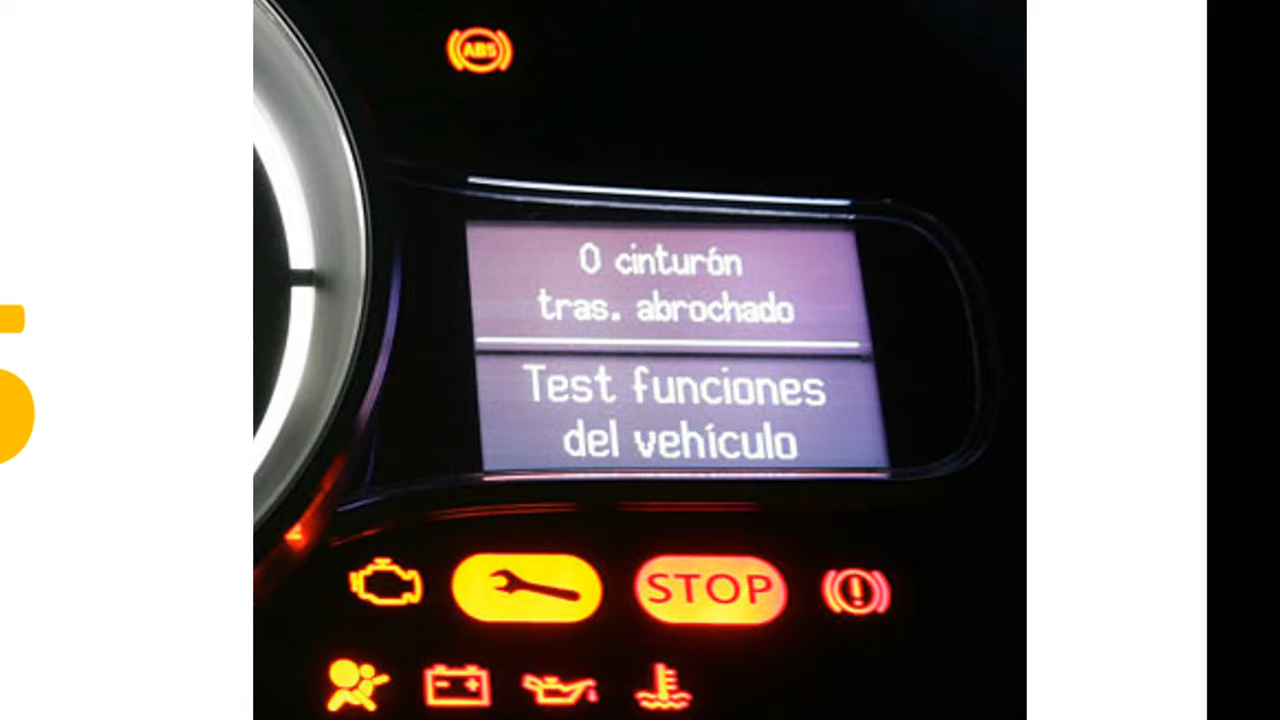 ABS
0 cinturón
tras. abrochado
Test funciones
del vehículo
STOP